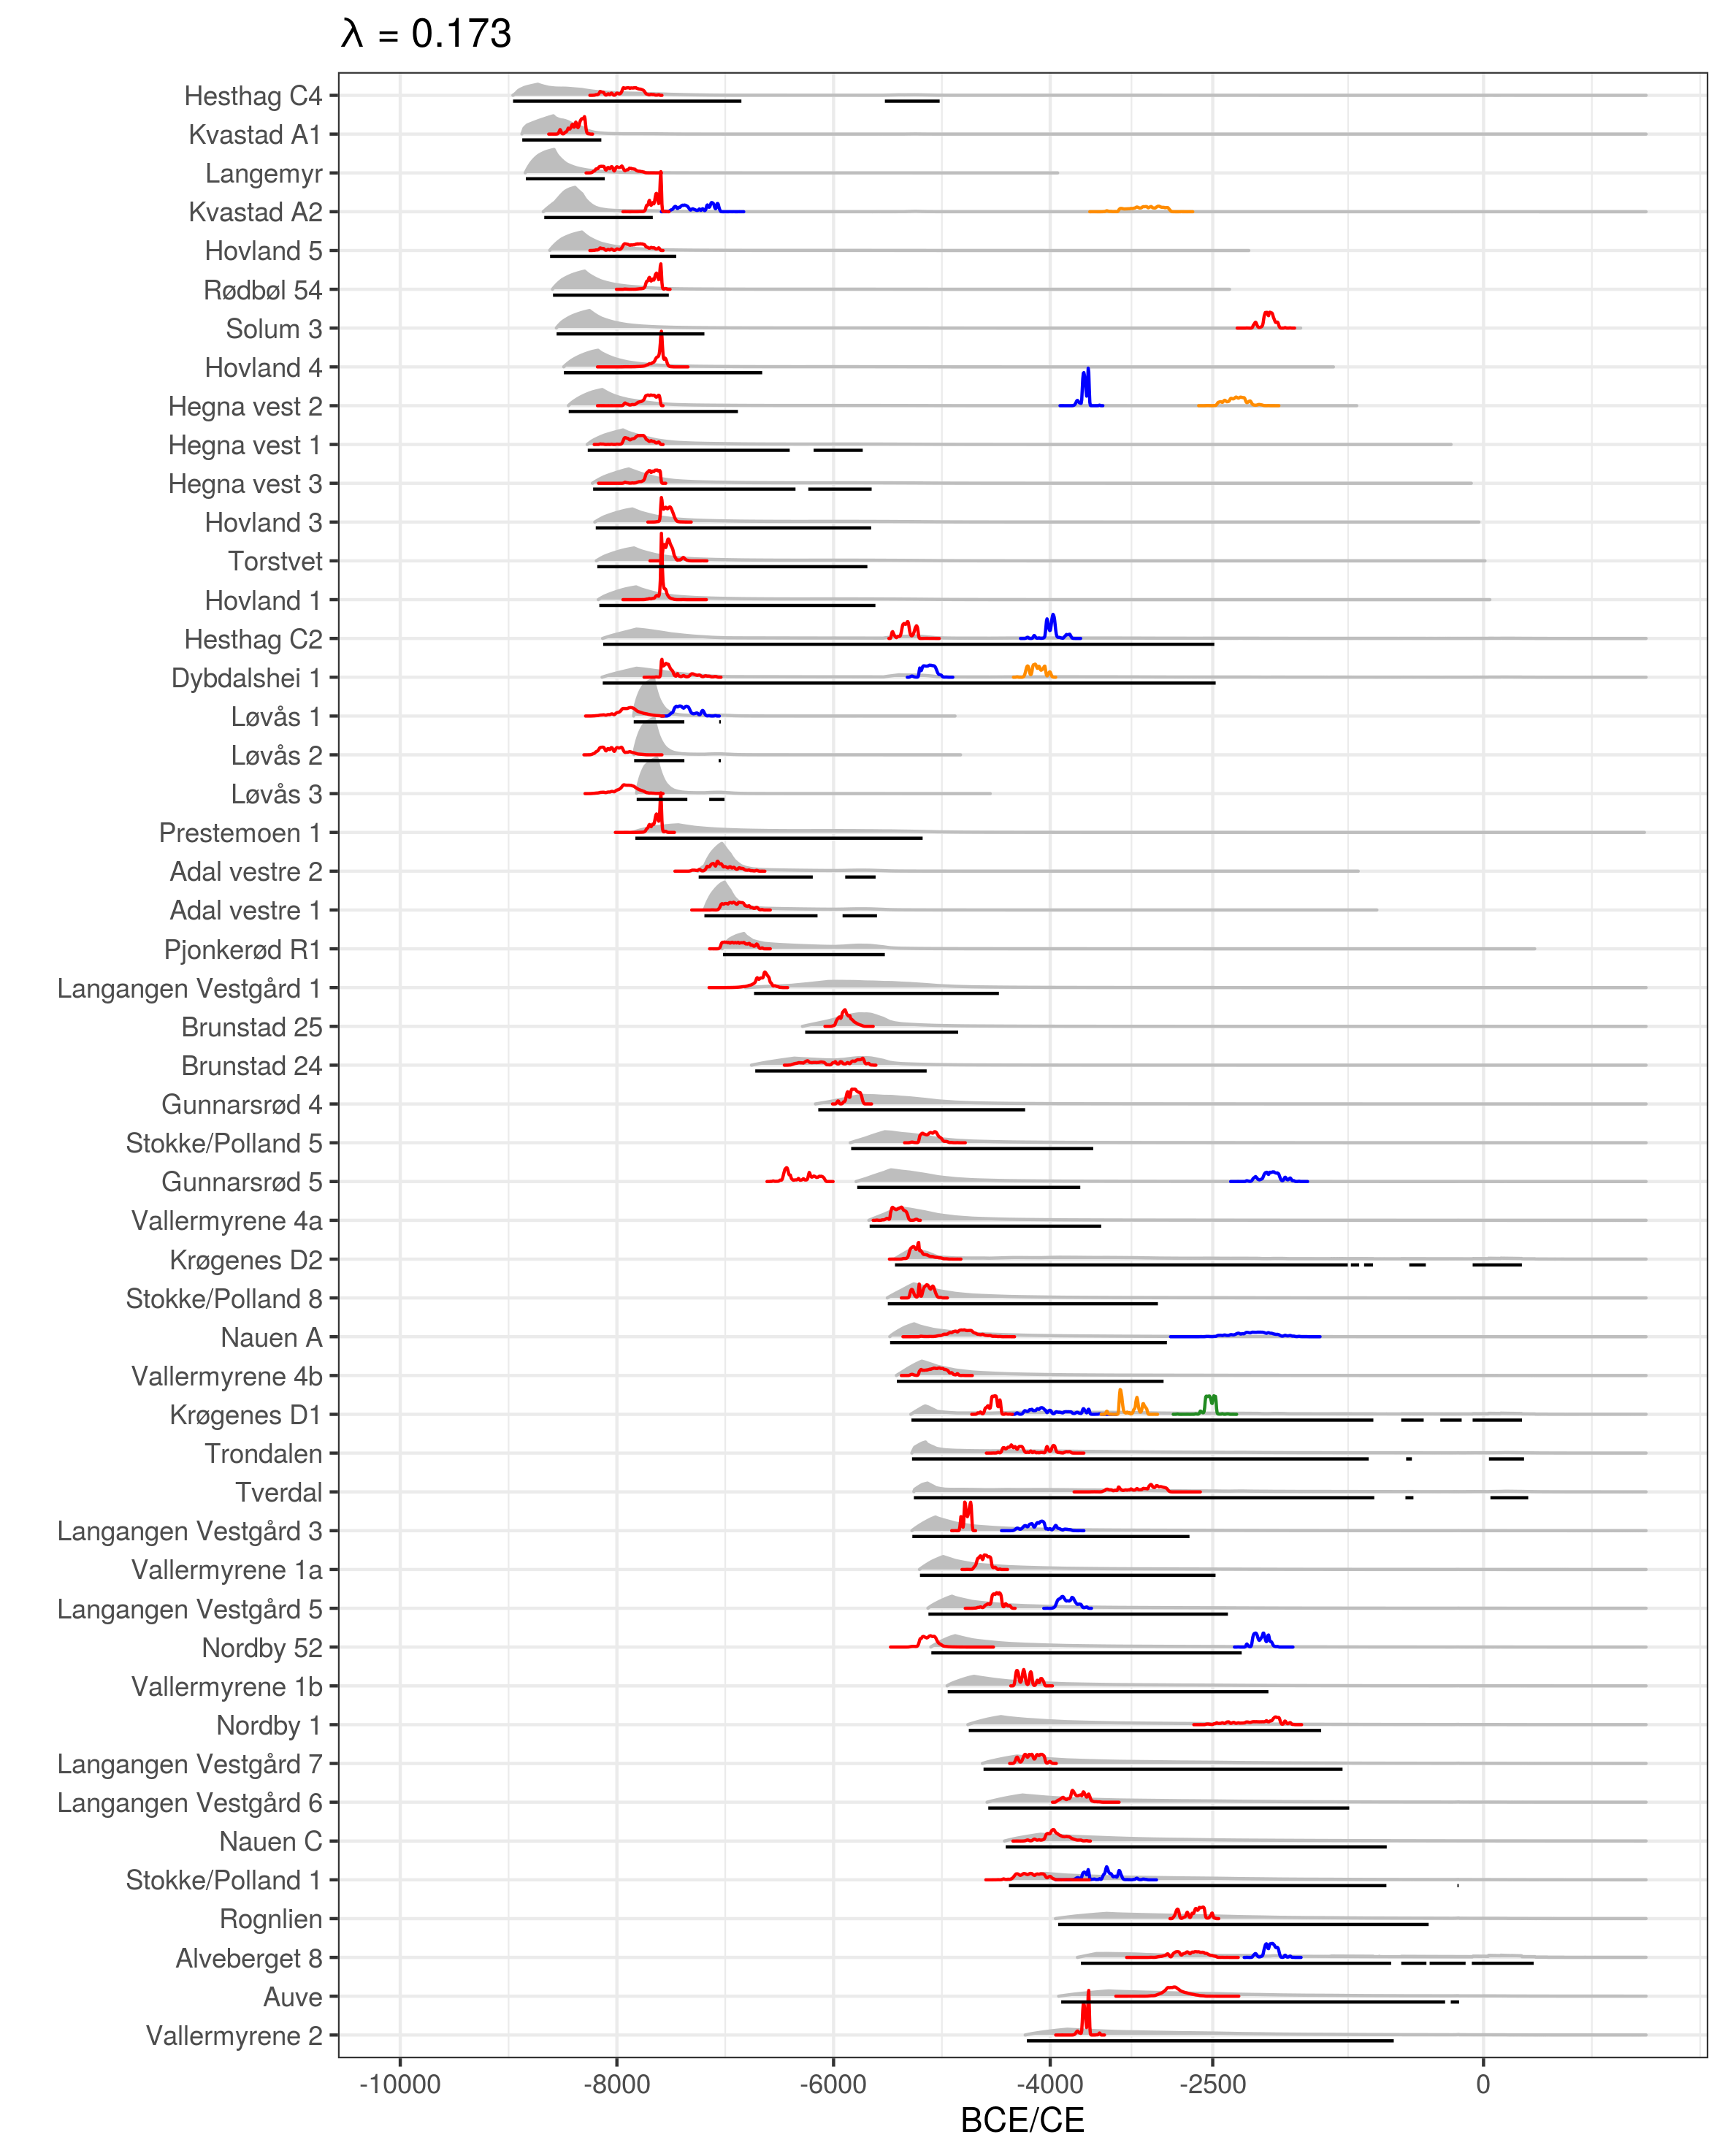 λ = 0.173
Hesthag C4
Kvastad A1
Langemyr
Kvastad A2
Hovland 5
Rødbøl 54
Solum 3
Hovland 4
Hegna vest 2
Hegna vest 1
Hegna vest 3
Hovland 3
Torstvet
Hovland 1
Hesthag C2
Dybdalshei 1
Løvås 1
Løvås 2
Løvås 3
Prestemoen 1
Adal vestre 2
Adal vestre 1
Pjonkerød R1
Langangen Vestgård 1
Brunstad 25
Brunstad 24
Gunnarsrød 4
Stokke/Polland 5
Gunnarsrød 5
Vallermyrene 4a
Krøgenes D2
Stokke/Polland 8
Nauen A
Vallermyrene 4b
Krøgenes D1
Trondalen
Tverdal
Langangen Vestgård 3
Vallermyrene 1a
Langangen Vestgård 5
Nordby 52
Vallermyrene 1b
Nordby 1
Langangen Vestgård 7
Langangen Vestgård 6
Nauen C
Stokke/Polland 1
Rognlien
Alveberget 8
Auve
Vallermyrene 2
-10000 -8000 -6000 -4000 -2500 0
BCE/CE